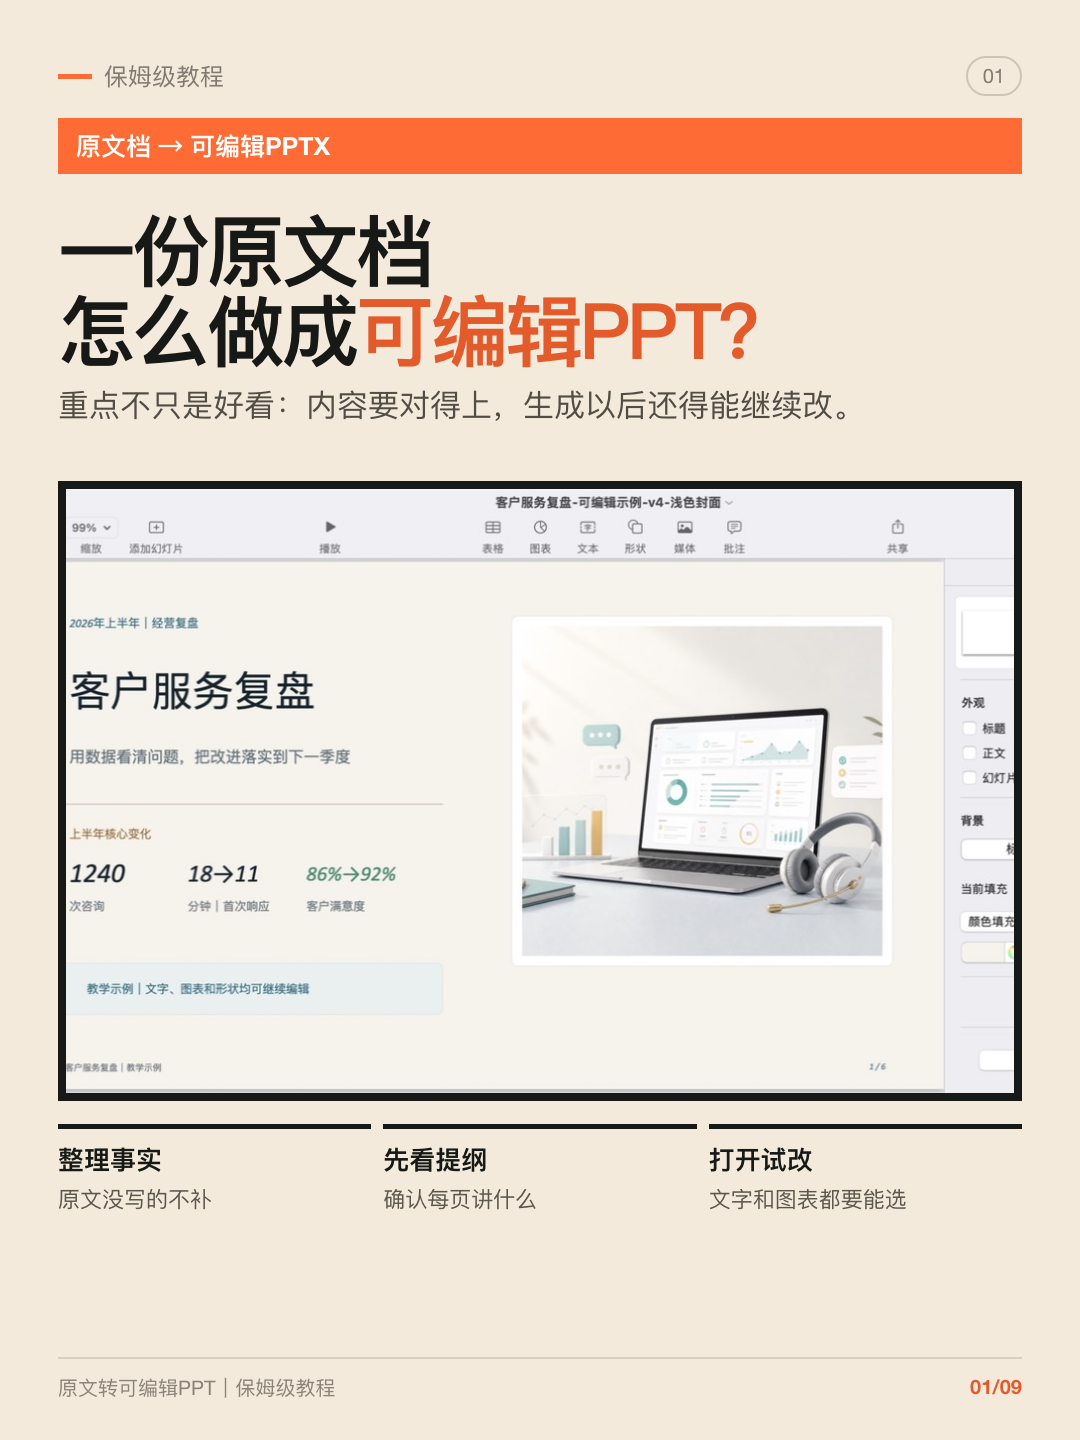 保姆级教程
01
原文档 → 可编辑PPTX
一份原文档
怎么做成可编辑PPT?
重点不只是好看：内容要对得上，生成以后还得能继续改。
客户服务复盘-可编辑示例-v4-浅色封面
99%
缩放 添加幻灯片 播放 表格 图表 文本 形状 媒体 批注 共享
2026年上半年｜经营复盘
客户服务复盘
用数据看清问题，把改进落实到下一季度
上半年核心变化
1240 18→11 86%→92%
次咨询 分钟｜首次响应 客户满意度
教学示例｜文字、图表和形状均可继续编辑
客户服务复盘｜教学示例
1/6
外观
标题
正文
幻灯片
背景
标
当前填充
颜色填充
整理事实
原文没写的不补
先看提纲
确认每页讲什么
打开试改
文字和图表都要能选
原文转可编辑PPT｜保姆级教程
01/09